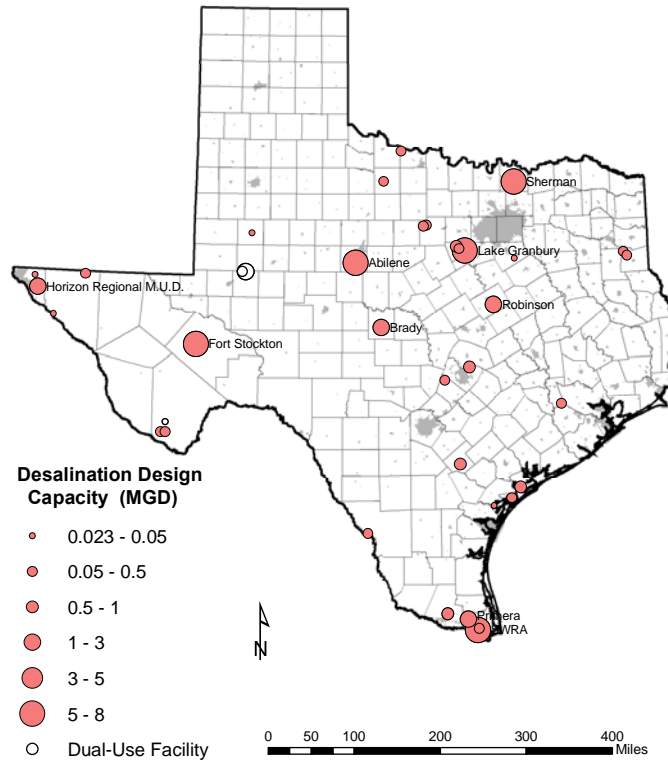 Sherman
Lake Granbury
Abilene
Horizon Regional M.U.D.
Robinson
Brady
Fort Stockton
Desalination Design
Capacity (MGD)
0.023 - 0.05
0.05 - 0.5
0.5 - 1
1 - 3
3 - 5
5 - 8
Dual-Use Facility
N
0 50 100 200 300 400
Miles